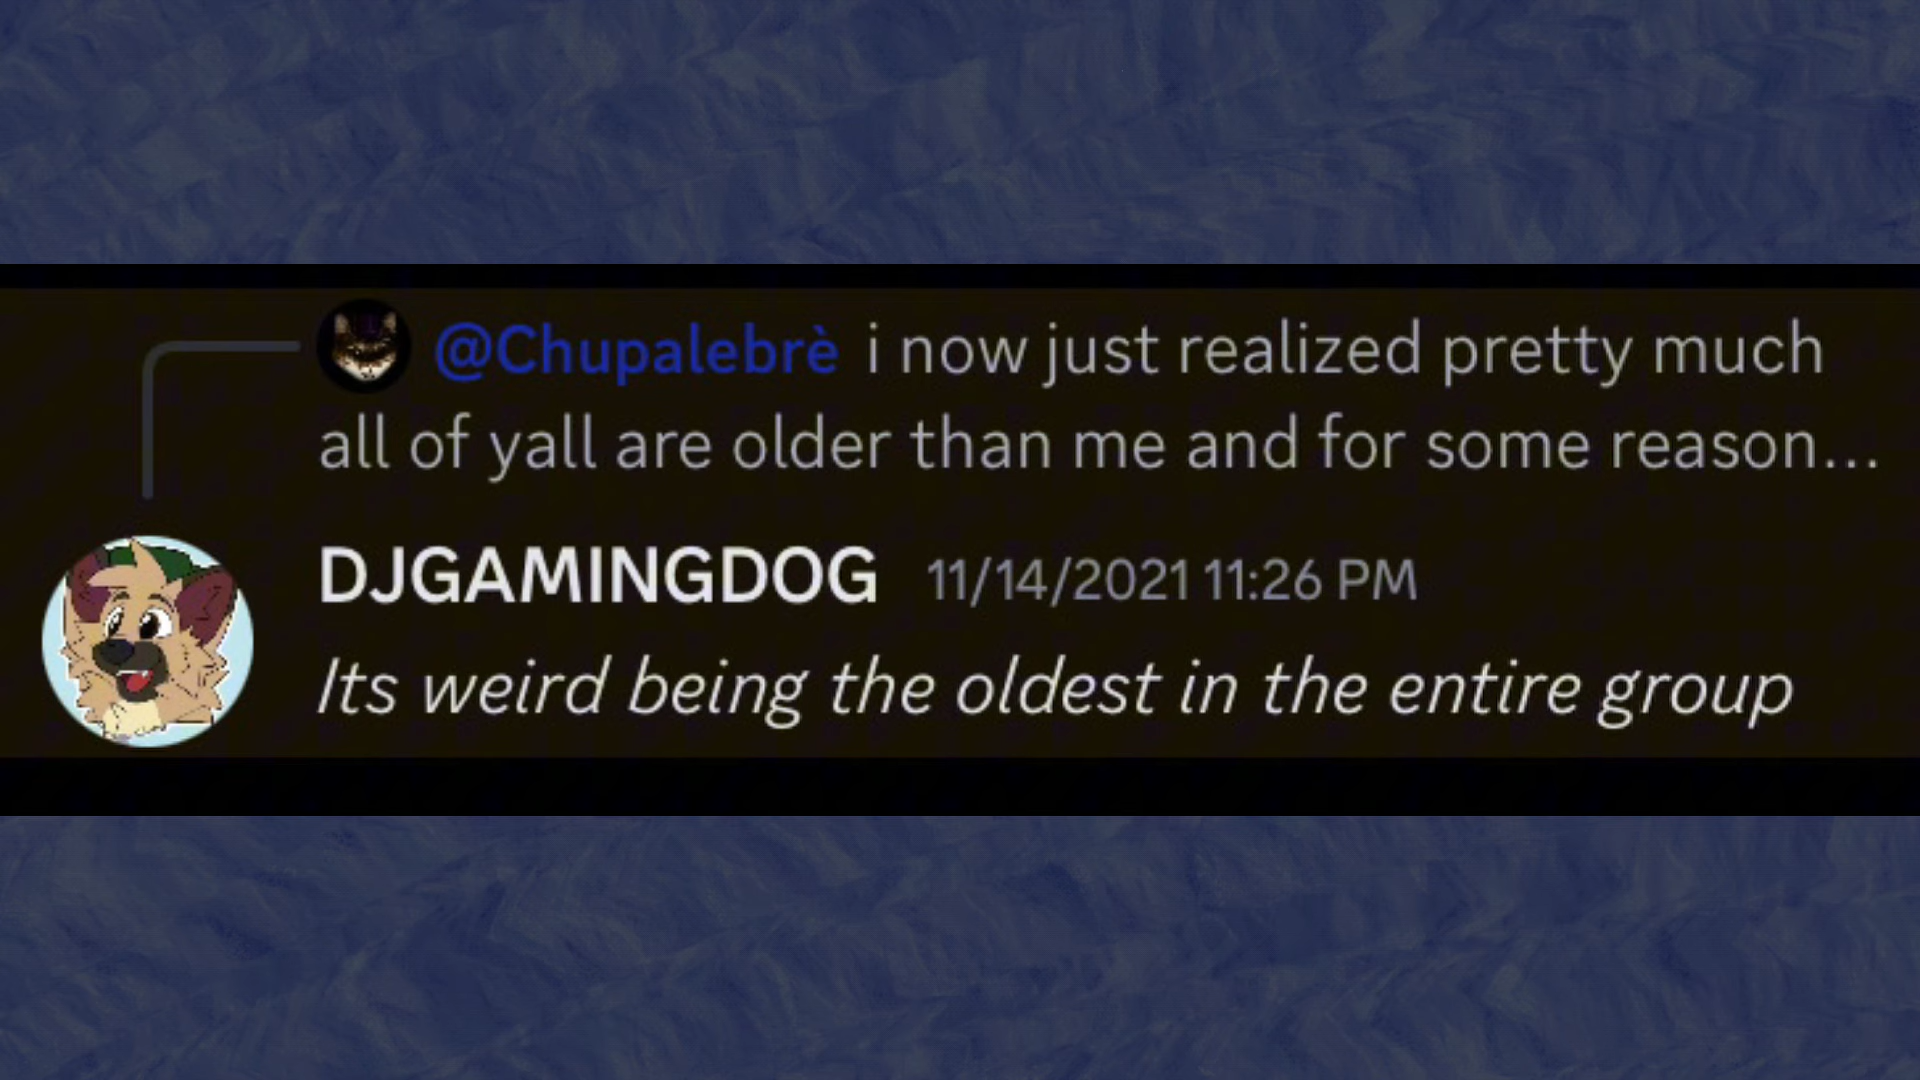 @Chupalebrè i now just realized pretty much
all of yall are older than me and for some reason...
DJGAMINGDOG 11/14/2021 11:26 PM
Its weird being the oldest in the entire group